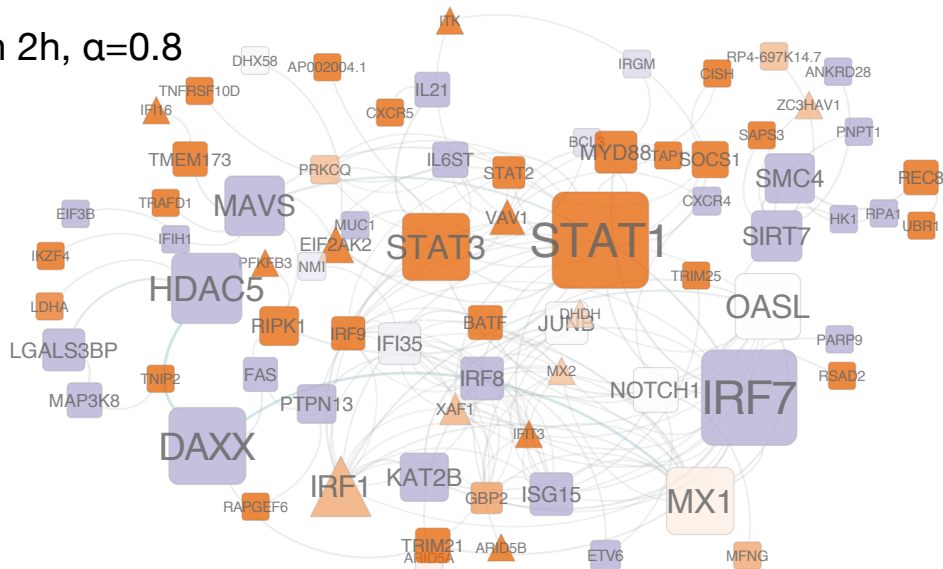 n 2h, α=0.8
ITK
DHX58
AP002004.1
IRGM
RP4-697K14.7
CISH
ANKRD28
TNFRSF10D
IFI16
IL21
CXCR5
ZC3HAV1
PNPT1
SAPS3
TMEM173
PRKCQ
IL6ST
STAT2
BCL3
MYD88
TAP1
SOCS1
SMC4
REC8
TRAFD1
MAVS
CXCR4
EIF3B
MUC1
VAV1
HK1
RPA1
UBR1
IFIH1
EIF2AK2
STAT3
STAT1
SIRT7
IKZF4
PFKFB3
NMI
TRIM25
HDAC5
OASL
LDHA
RIPK1
IRF9
BATF
JUNB
DHDH
LGALS3BP
IFI35
PARP9
TNIP2
FAS
IRF8
MX2
NOTCH1
IRF7
RSAD2
MAP3K8
PTPN13
XAF1
DAXX
IFIT3
IRF1
KAT2B
GBP2
ISG15
MX1
RAPGEF6
TRIM21
ARID5A
ARID5B
ETV6
MFNG